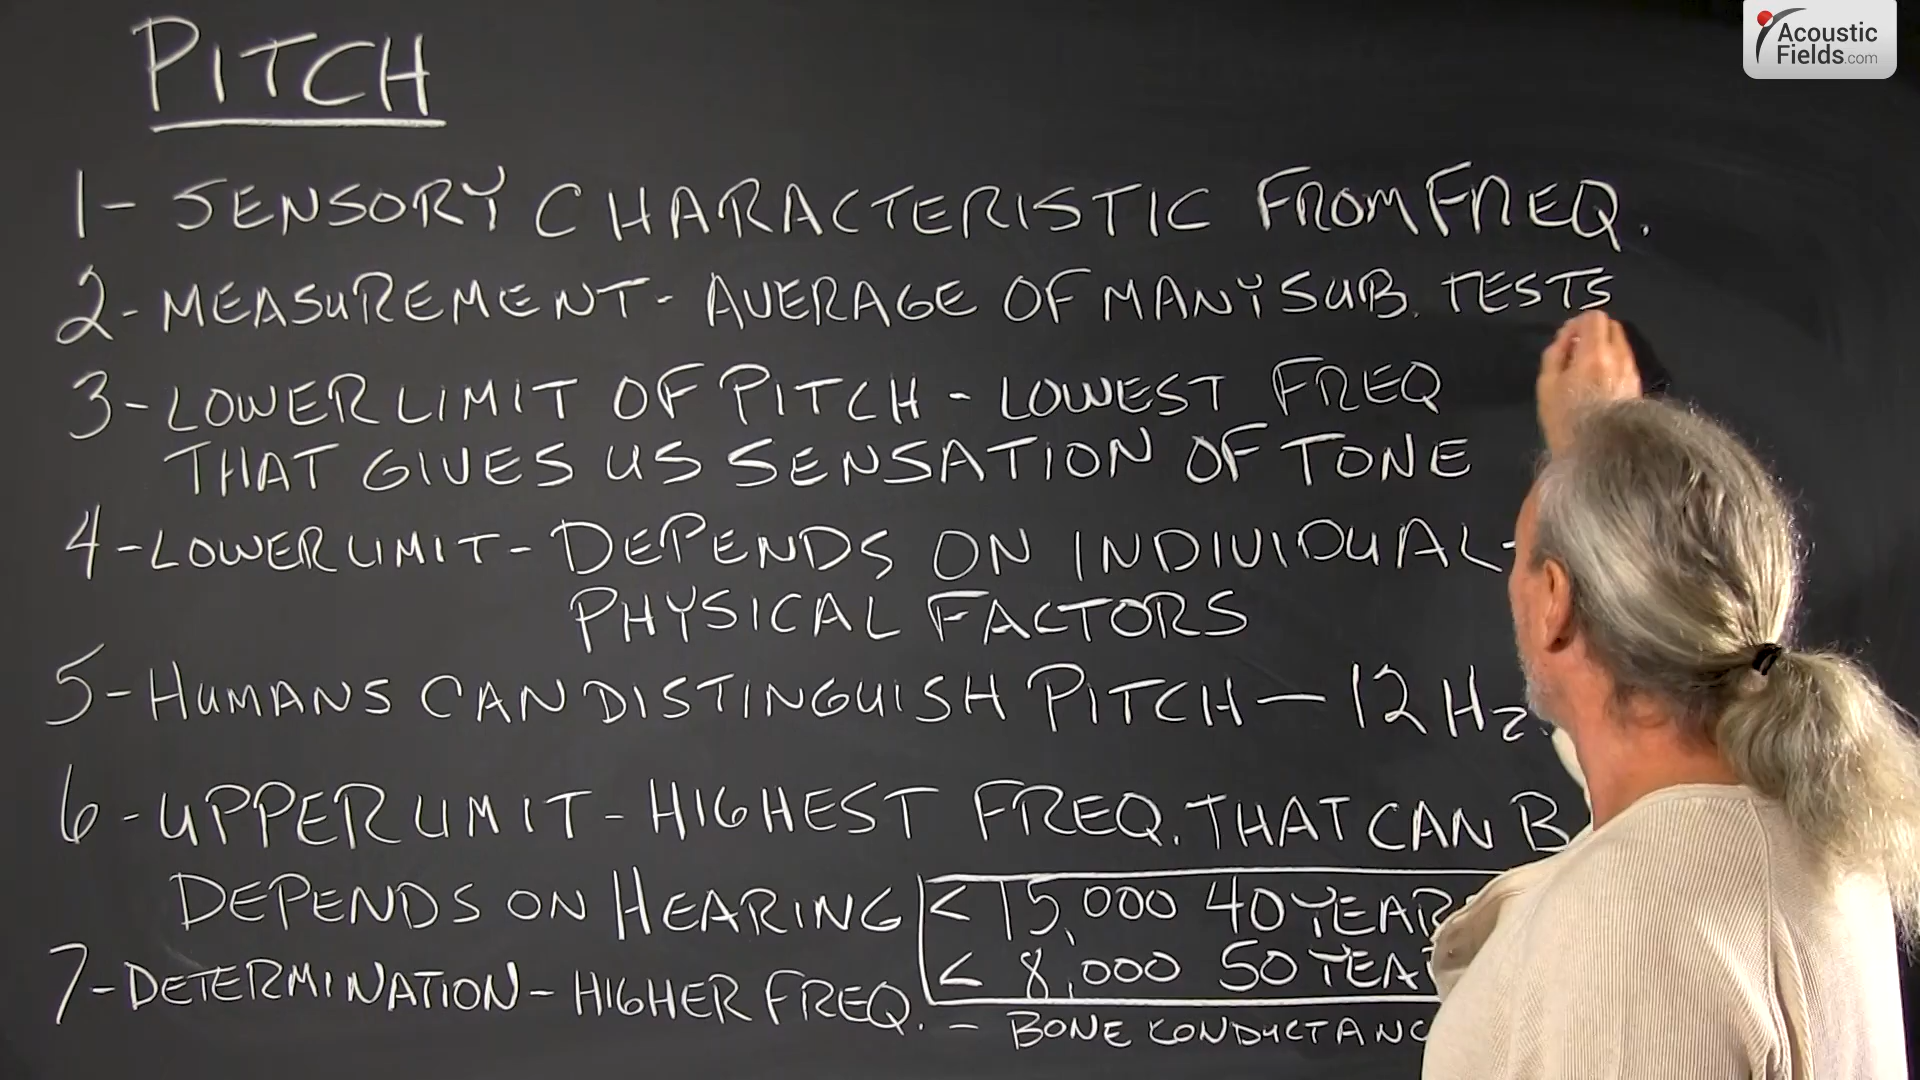 PITCH
Acoustic
Fields.com
1- SENSORY CHARACTERISTIC FROM FREQ.
2- MEASUREMENT - AVERAGE OF MANY SUB. TESTS
3- LOWER LIMIT OF PITCH - LOWEST FREQ
THAT GIVES US SENSATION OF TONE
4- LOWER LIMIT - DEPENDS ON INDIVIDUAL -
PHYSICAL FACTORS
5- HUMANS CAN DISTINGUISH PITCH - 12 Hz
6- UPPER LIMIT - HIGHEST FREQ. THAT CAN B
DEPENDS ON HEARING
< 15,000 40 YEARS
< 8,000 50 YEA
7- DETERMINATION - HIGHER FREQ. - BONE CONDUCTANC